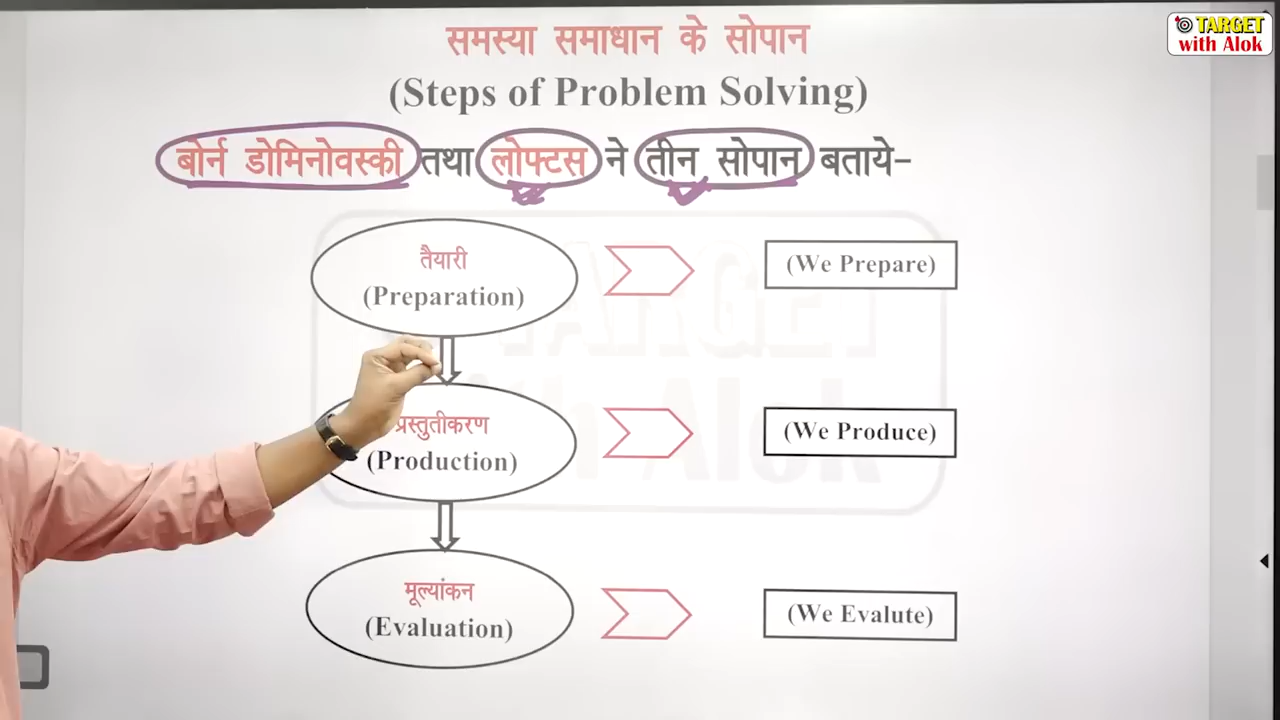 TARGET
with Alok
समस्या समाधान के सोपान
(Steps of Problem Solving)
बोर्न डोमिनोवस्की तथा लोफ्टस ने तीन सोपान बताये–
तैयारी
(Preparation)
(We Prepare)
प्रस्तुतीकरण
(Production)
(We Produce)
मूल्यांकन
(Evaluation)
(We Evalute)